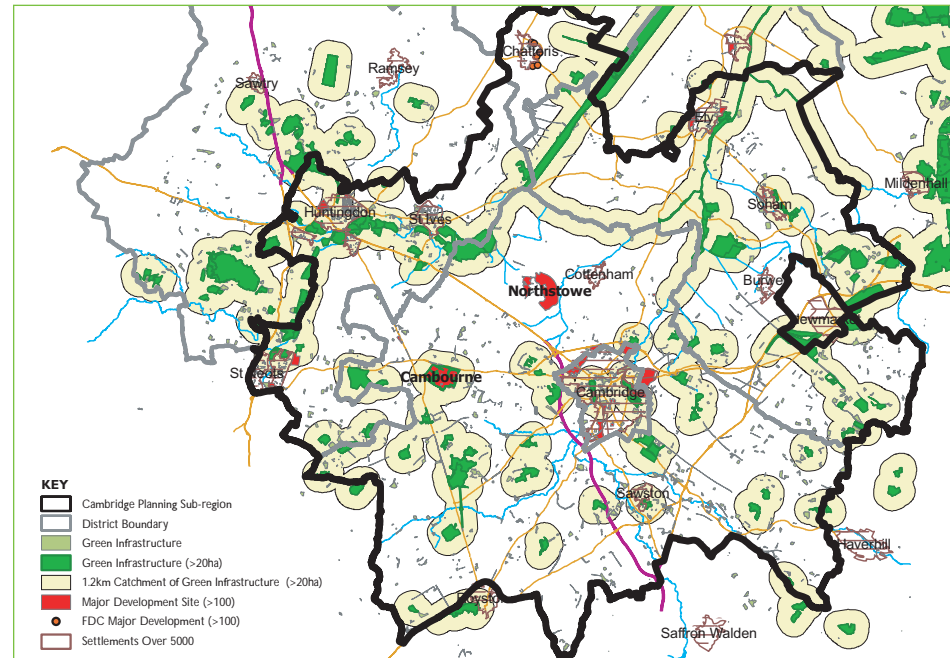 Chatteris
Ramsey
Sawtry
Ely
Mildenhall
Soham
Huntingdon
St Ives
Cottenham
Northstowe
Burwell
Newmarket
St Neots
Cambourne
Cambridge
Sawston
Haverhill
Royston
Saffron Walden
KEY
Cambridge Planning Sub-region
District Boundary
Green Infrastructure
Green Infrastructure (>20ha)
1.2km Catchment of Green Infrastructure (>20ha)
Major Development Site (>100)
FDC Major Development (>100)
Settlements Over 5000